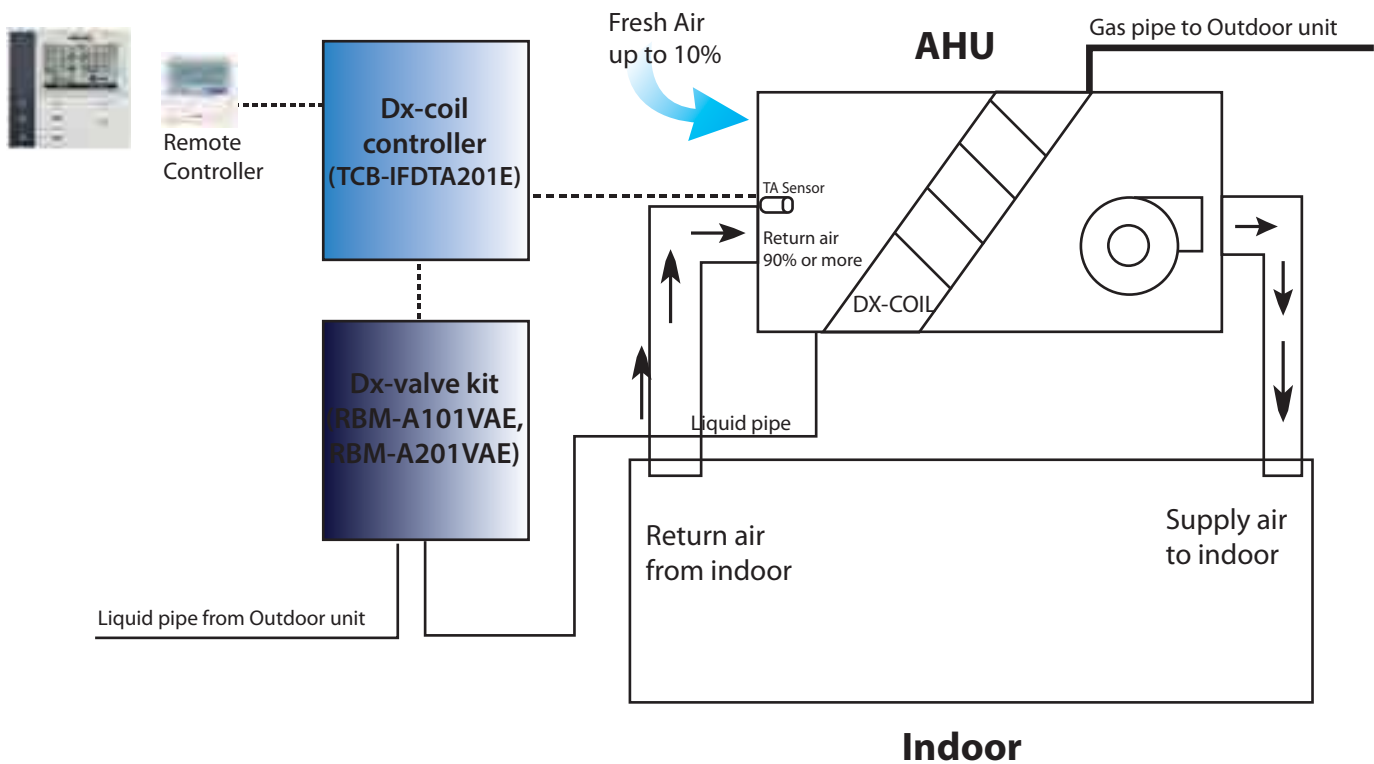 Fresh Air
up to 10%
AHU
Gas pipe to Outdoor unit
Dx-coil
controller
(TCB-IFDTA201E)
Remote
Controller
TA Sensor
Return air
90% or more
DX-COIL
Dx-valve kit
(RBM-A101VAE,
RBM-A201VAE)
Liquid pipe
Return air
from indoor
Supply air
to indoor
Liquid pipe from Outdoor unit
Indoor